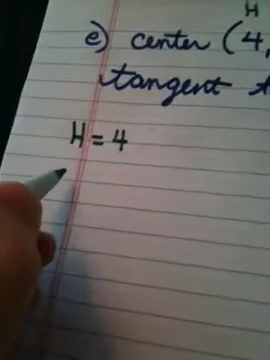 H
e) center (4,
tangent
H = 4